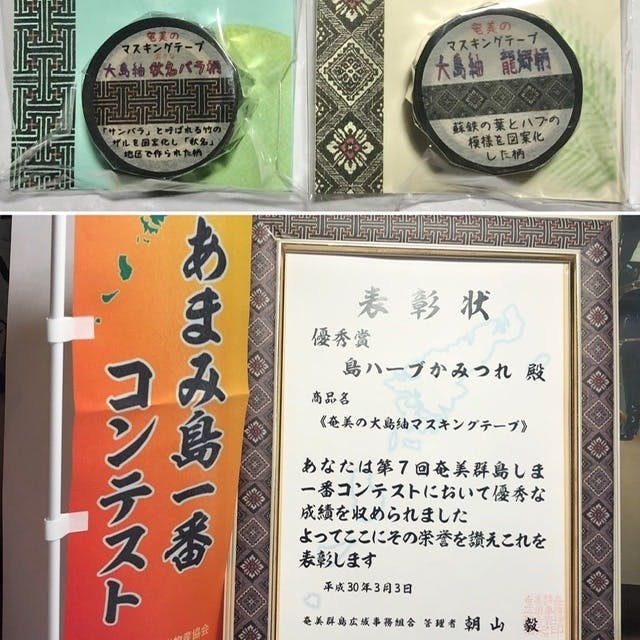 奄美の
マスキングテープ
大島紬 秋名バラ柄
「サンバラ」と呼ばれる竹の
ザルを図案化し「秋名」
地区で作られた柄
奄美の
マスキングテープ
大島紬 龍郷柄
蘇鉄の葉とハブの
模様を図案化
した柄
あまみ島一番
コンテスト
物産協会
表彰状
優秀賞
島ハーブかみつれ 殿
商品名
《奄美の大島紬マスキングテープ》
あなたは第7回奄美群島しま
一番コンテストにおいて優秀な
成績を収められました
よってここにその栄誉を讃えこれを
表彰します
平成30年3月3日
奄美群島広域事務組合 管理者 朝山 毅